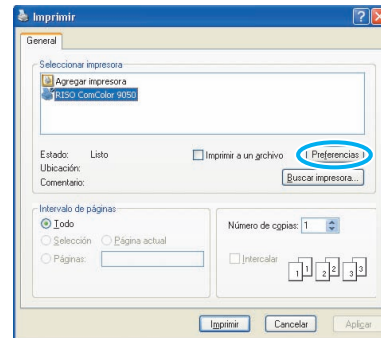 Imprimir
General
Seleccionar impresora
Agregar impresora
RISO ComColor 9050
Estado: Listo
Ubicación:
Comentario:
Imprimir a un archivo
Preferencias
Buscar impresora...
Intervalo de páginas
Todo
Selección Página actual
Páginas:
Número de copias: 1
Intercalar
1 1 2 2 3 3
Imprimir Cancelar Aplicar